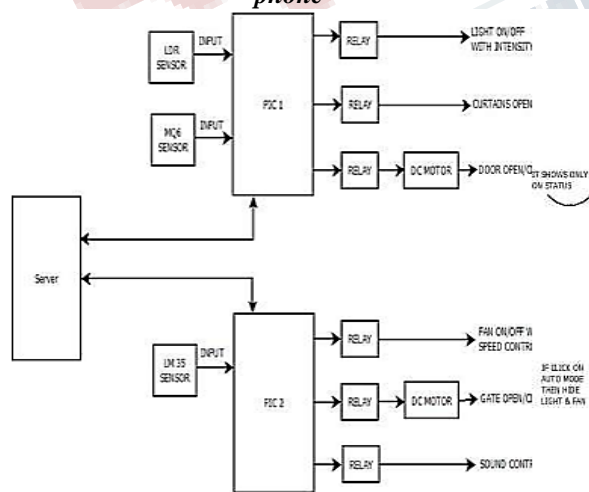 phone
LIGHT ON/OFF
WITH INTENSITY
RELAY
LDR
SENSOR
INPUT
PIC 1
RELAY
CURTAINS OPEN
MQ6
SENSOR
INPUT
RELAY
DC MOTOR
DOOR OPEN/
IT SHOWS ONLY
ON STATUS
Server
RELAY
FAN ON/OFF W
SPEED CONTR
LM 35
SENSOR
INPUT
PIC 2
RELAY
DC MOTOR
GATE OPEN/
IF CLICK ON
AUTO MODE
THEN HIDE
LIGHT & FAN
RELAY
SOUND CONT